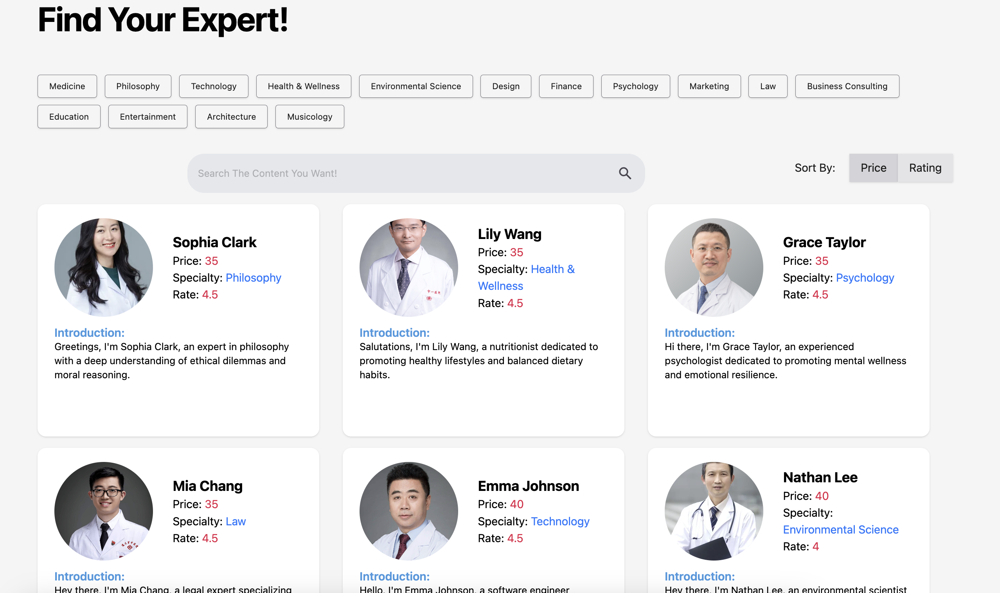 Find Your Expert!
Medicine Philosophy Technology Health & Wellness Environmental Science Design Finance Psychology Marketing Law Business Consulting
Education Entertainment Architecture Musicology
Search The Content You Want!
Sort By: Price Rating
Sophia Clark
Price: 35
Specialty: Philosophy
Rate: 4.5
Introduction:
Greetings, I'm Sophia Clark, an expert in philosophy
with a deep understanding of ethical dilemmas and
moral reasoning.
Lily Wang
Price: 35
Specialty: Health &
Wellness
Rate: 4.5
市一医院
Introduction:
Salutations, I'm Lily Wang, a nutritionist dedicated to
promoting healthy lifestyles and balanced dietary
habits.
Grace Taylor
Price: 35
Specialty: Psychology
Rate: 4.5
Introduction:
Hi there, I'm Grace Taylor, an experienced
psychologist dedicated to promoting mental wellness
and emotional resilience.
Mia Chang
Price: 35
Specialty: Law
Rate: 4.5
Introduction:
Hey there, I'm Mia Chang, a legal expert specializing
Emma Johnson
Price: 40
Specialty: Technology
Rate: 4.5
Introduction:
Hello, I'm Emma Johnson, a software engineer
Nathan Lee
Price: 40
Specialty:
Environmental Science
Rate: 4
Introduction:
Hey there, I'm Nathan Lee, an environmental scientist